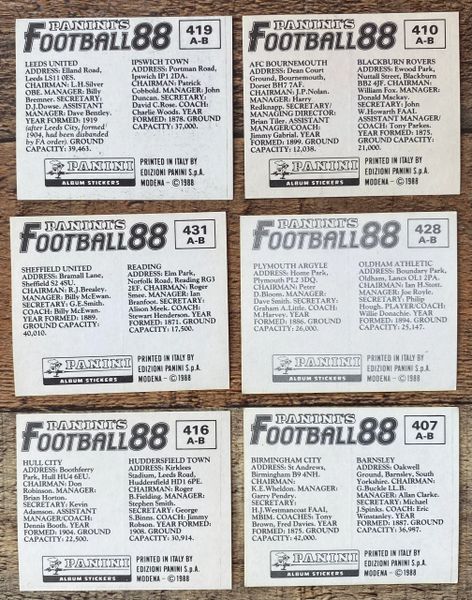 PANINI'S
FOOTBALL 88
419
A-B
LEEDS UNITED
ADDRESS: Elland Road,
Leeds LS11 0ES.
CHAIRMAN: L.H.Silver
OBE. MANAGER: Billy
Bremner. SECRETARY:
D.J.Dowse. ASSISTANT
MANAGER: Dave Bentley.
YEAR FORMED: 1919
(after Leeds City, formed
1904, had been disbanded
by FA order). GROUND
CAPACITY: 39,461.
IPSWICH TOWN
ADDRESS: Portman Road,
Ipswich IP1 2DA.
CHAIRMAN: Patrick
Cobbold. MANAGER: John
Duncan. SECRETARY:
David C.Rose. COACH:
Charlie Woods. YEAR
FORMED: 1878. GROUND
CAPACITY: 37,000.
PANINI
ALBUM STICKERS
PRINTED IN ITALY BY
EDIZIONI PANINI S.p.A.
MODENA - © 1988
PANINI'S
FOOTBALL 88
410
A-B
AFC BOURNEMOUTH
ADDRESS: Dean Court
Ground, Bournemouth,
Dorset BH7 7AF.
CHAIRMAN: J.P.Nolan.
MANAGER: Harry
Redknapp. SECRETARY/
MANAGING DIRECTOR:
Brian Tiler. ASSISTANT
MANAGER/COACH:
Jimmy Gabriel. YEAR
FORMED: 1899. GROUND
CAPACITY: 12,038.
BLACKBURN ROVERS
ADDRESS: Ewood Park,
Nuttall Street, Blackburn
BB2 4JF. CHAIRMAN:
William Fox. MANAGER:
Donald Mackay.
SECRETARY: John
W.Howarth FAAI.
ASSISTANT MANAGER/
COACH: Tony Parkes.
YEAR FORMED: 1875.
GROUND CAPACITY:
21,000.
PANINI
ALBUM STICKERS
PRINTED IN ITALY BY
EDIZIONI PANINI S.p.A.
MODENA - © 1988
PANINI'S
FOOTBALL 88
431
A-B
SHEFFIELD UNITED
ADDRESS: Bramall Lane,
Sheffield S2 4SU.
CHAIRMAN: R.J.Brealey.
MANAGER: Billy McEwan.
SECRETARY: G.E.Smith.
COACH: Billy McEwan.
YEAR FORMED: 1889.
GROUND CAPACITY:
40,010.
READING
ADDRESS: Elm Park,
Norfolk Road, Reading RG3
2EF. CHAIRMAN: Roger
Smee. MANAGER: Ian
Branfoot. SECRETARY:
Alison Meek. COACH:
Stewart Henderson. YEAR
FORMED: 1871. GROUND
CAPACITY: 17,500.
PANINI
ALBUM STICKERS
PRINTED IN ITALY BY
EDIZIONI PANINI S.p.A.
MODENA - © 1988
PANINI'S
FOOTBALL 88
428
A-B
PLYMOUTH ARGYLE
ADDRESS: Home Park,
Plymouth PL2 3DQ.
CHAIRMAN: Peter
D.Bloom. MANAGER:
Dave Smith. SECRETARY:
Graham A.Little. COACH:
M.Harvey. YEAR FORMED:
1886. GROUND CAPACITY:
26,000.
OLDHAM ATHLETIC
ADDRESS: Boundary Park,
Oldham, Lancs OL1 2PA.
CHAIRMAN: Ian H.Stott.
MANAGER: Joe Royle.
SECRETARY: Philip
Hough. PLAYER/COACH:
Willie Donachie. YEAR
FORMED: 1894. GROUND
CAPACITY: 25,147.
PANINI
ALBUM STICKERS
PRINTED IN ITALY BY
EDIZIONI PANINI S.p.A.
MODENA - © 1988
PANINI'S
FOOTBALL 88
416
A-B
HULL CITY
ADDRESS: Boothferry
Park, Hull HU4 6EU.
CHAIRMAN: Don
Robinson. MANAGER:
Brian Horton.
SECRETARY: Kevin
Adamson. ASSISTANT
MANAGER/COACH:
Dennis Booth. YEAR
FORMED: 1904. GROUND
CAPACITY: 22,500.
HUDDERSFIELD TOWN
ADDRESS: Kirklees
Stadium, Leeds Road,
Huddersfield HD1 6PE.
CHAIRMAN: Roger
B.Fielding. MANAGER:
Stephen Smith.
SECRETARY: George
S.Binns. COACH: Jimmy
Robson. YEAR FORMED:
1908. GROUND
CAPACITY: 30,914.
PANINI
ALBUM STICKERS
PRINTED IN ITALY BY
EDIZIONI PANINI S.p.A.
MODENA - © 1988
PANINI'S
FOOTBALL 88
407
A-B
BIRMINGHAM CITY
ADDRESS: St Andrews,
Birmingham B9 4NH.
CHAIRMAN:
K.E.Wheldon. MANAGER:
Garry Pendry.
SECRETARY:
H.J.Westmancoat FAAI,
MBIM. COACHES: Tony
Brown, Fred Davies. YEAR
FORMED: 1875. GROUND
CAPACITY: 42,000.
BARNSLEY
ADDRESS: Oakwell
Ground, Barnsley, South
Yorkshire. CHAIRMAN:
G.Buckle LL.B.
MANAGER: Allan Clarke.
SECRETARY: Michael
J.Spinks. COACH: Eric
Winstanley. YEAR
FORMED: 1887. GROUND
CAPACITY: 36,987.
PANINI
ALBUM STICKERS
PRINTED IN ITALY BY
EDIZIONI PANINI S.p.A.
MODENA - © 1988